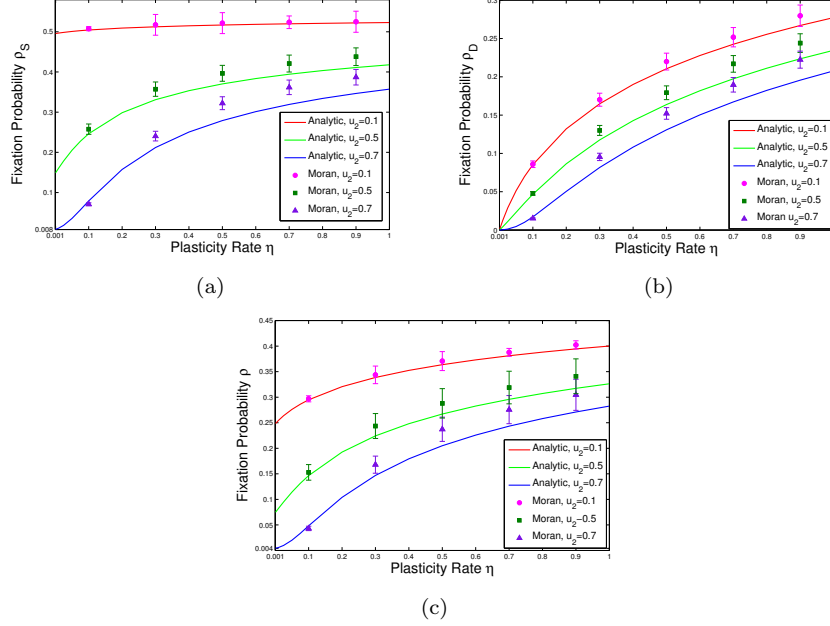 Fixation Probability ρS
0.5
0.4
0.3
0.2
0.1
0.008
0.001 0.1 0.2 0.3 0.4 0.5 0.6 0.7 0.8 0.9 1
Plasticity Rate η
Analytic, u2=0.1
Analytic, u2=0.5
Analytic, u2=0.7
Moran, u2=0.1
Moran, u2=0.5
Moran, u2=0.7
(a)
Fixation Probability ρD
0.3
0.25
0.2
0.15
0.1
0.05
0
0.001 0.1 0.2 0.3 0.4 0.5 0.6 0.7 0.8 0.9
Plasticity Rate η
Analytic, u2=0.1
Analytic, u2=0.5
Analytic, u2=0.7
Moran, u2=0.1
Moran, u2=0.5
Moran u2=0.7
(b)
Fixation Probability ρ
0.45
0.4
0.35
0.3
0.25
0.2
0.15
0.1
0.05
0.004
0.001 0.1 0.2 0.3 0.4 0.5 0.6 0.7 0.8 0.9 1
Plasticity Rate η
Analytic, u2=0.1
Analytic, u2=0.5
Analytic, u2=0.7
Moran, u2=0.1
Moran, u2−0.5
Moran, u2=0.7
(c)